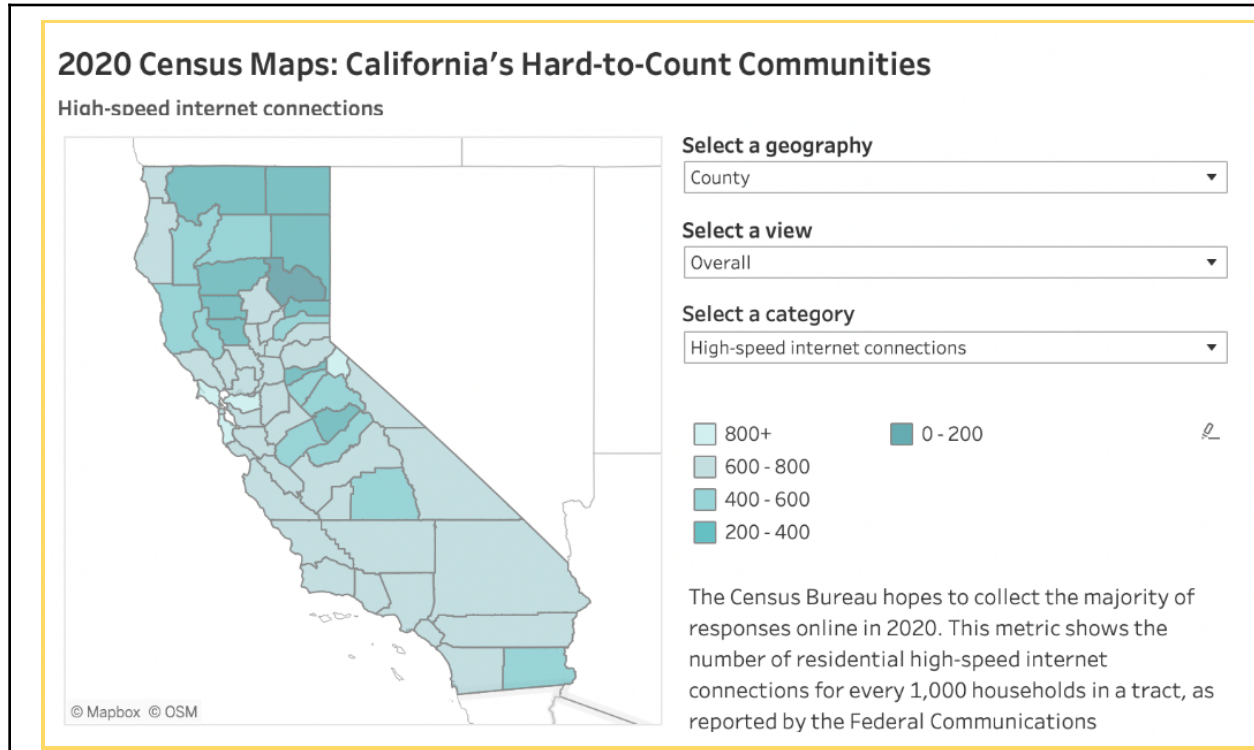 2020 Census Maps: California's Hard-to-Count Communities
High-speed internet connections
Select a geography
County
Select a view
Overall
Select a category
High-speed internet connections
800+
0 - 200
600 - 800
400 - 600
200 - 400
The Census Bureau hopes to collect the majority of
responses online in 2020. This metric shows the
number of residential high-speed internet
connections for every 1,000 households in a tract, as
reported by the Federal Communications
© Mapbox © OSM